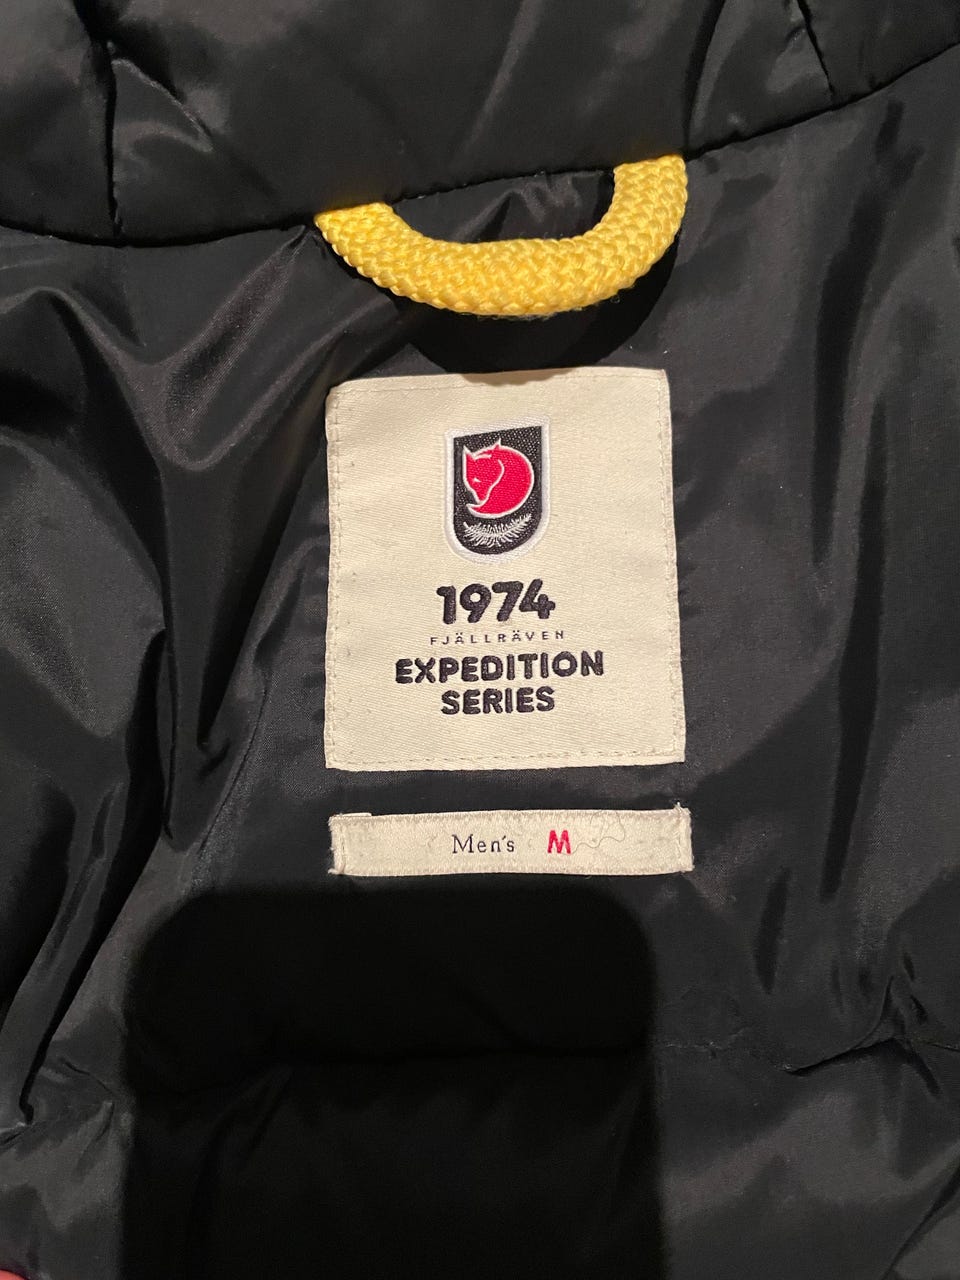 1974
FJÄLLRÄVEN
EXPEDITION
SERIES
Men's M